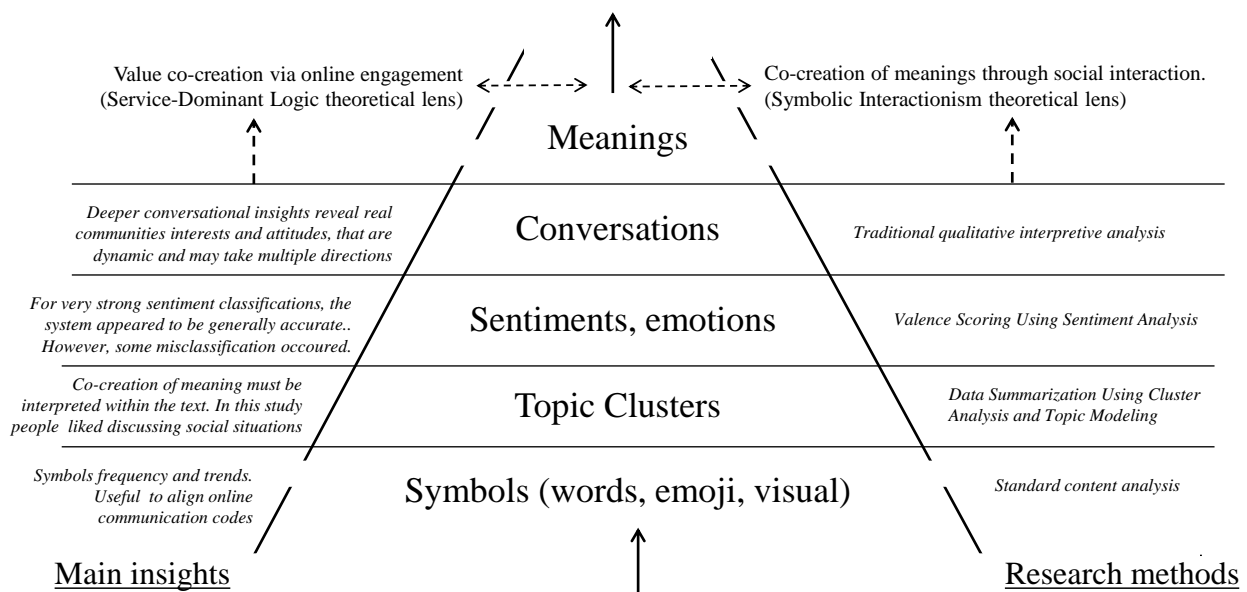 Value co-creation via online engagement
(Service-Dominant Logic theoretical lens)
Co-creation of meanings through social interaction.
(Symbolic Interactionism theoretical lens)
Meanings
Deeper conversational insights reveal real
communities interests and attitudes, that are
dynamic and may take multiple directions
Conversations
Traditional qualitative interpretive analysis
For very strong sentiment classifications, the
system appeared to be generally accurate..
However, some misclassification occoured.
Sentiments, emotions
Valence Scoring Using Sentiment Analysis
Co-creation of meaning must be
interpreted within the text. In this study
people liked discussing social situations
Topic Clusters
Data Summarization Using Cluster
Analysis and Topic Modeling
Symbols frequency and trends.
Useful to align online
communication codes
Symbols (words, emoji, visual)
Standard content analysis
Main insights
Research methods